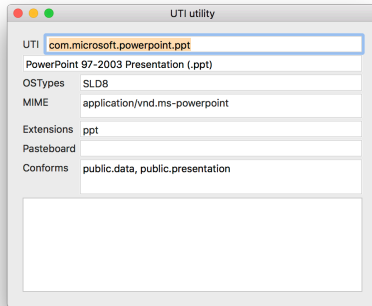 UTI utility
UTI com.microsoft.powerpoint.ppt
PowerPoint 97-2003 Presentation (.ppt)
OSTypes SLD8
MIME application/vnd.ms-powerpoint
Extensions ppt
Pasteboard
Conforms public.data, public.presentation